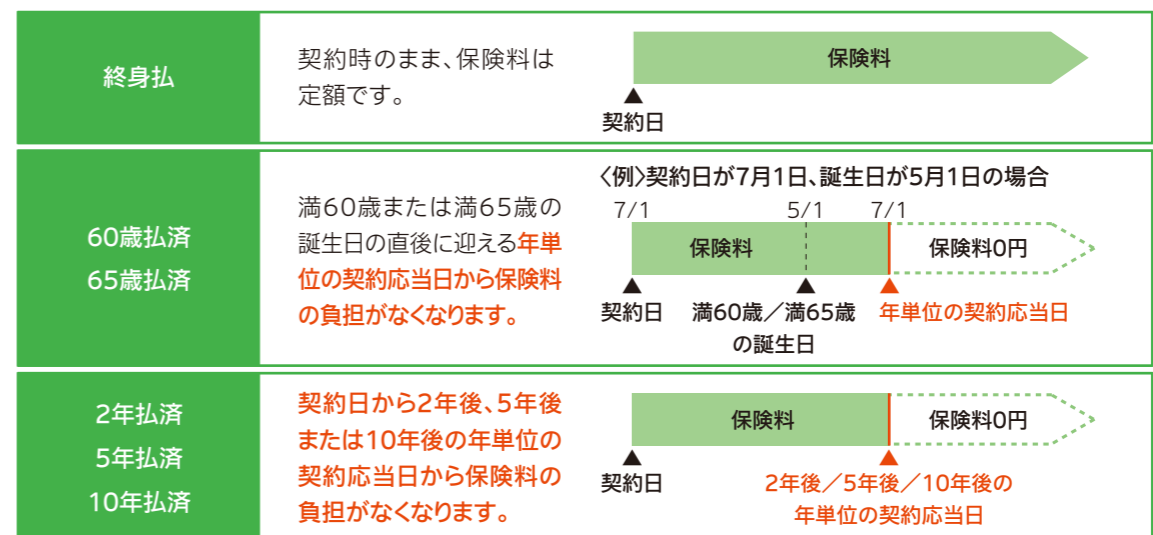 終身払
契約時のまま、保険料は
定額です。
保険料
契約日
60歳払済
65歳払済
満60歳または満65歳の
誕生日の直後に迎える年単
位の契約応当日から保険料
の負担がなくなります。
〈例〉契約日が7月1日、誕生日が5月1日の場合
7/1 5/1 7/1
保険料 保険料0円
契約日 満60歳／満65歳 年単位の契約応当日
の誕生日
2年払済
5年払済
10年払済
契約日から2年後、5年後
または10年後の年単位の
契約応当日から保険料の
負担がなくなります。
保険料 保険料0円
契約日 2年後／5年後／10年後の
年単位の契約応当日